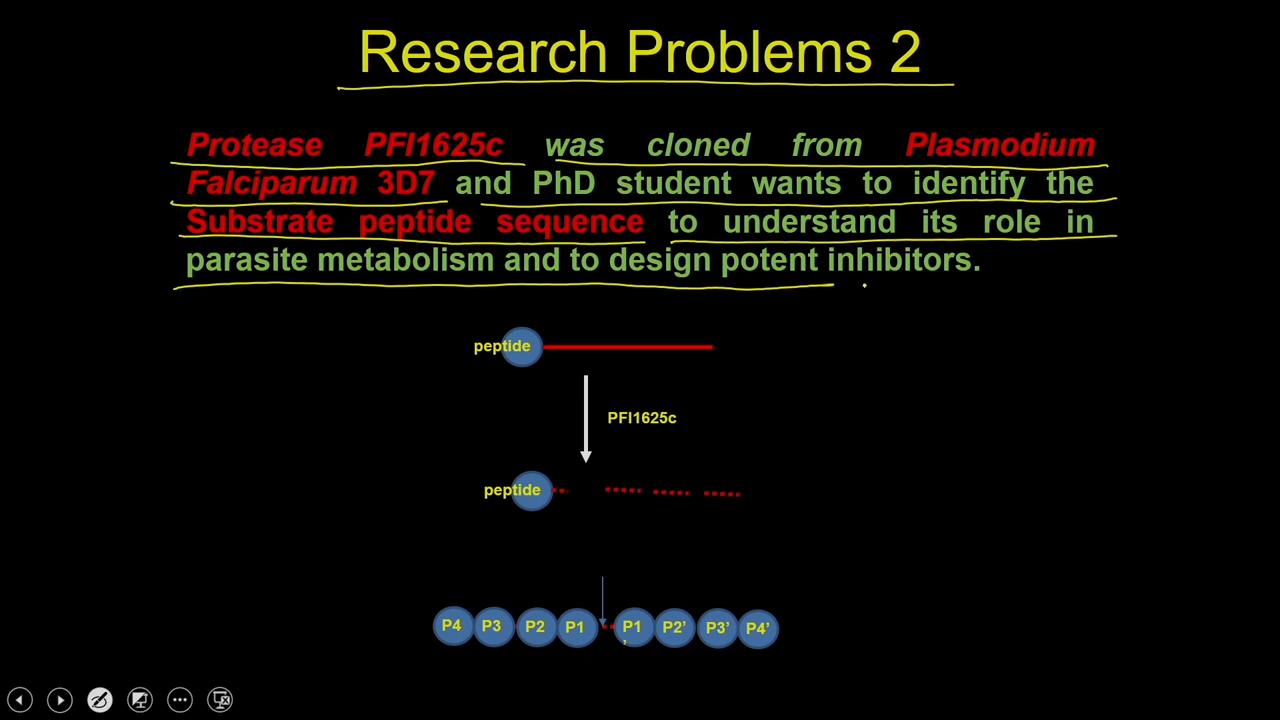 Research Problems 2
Protease PFI1625c was cloned from Plasmodium
Falciparum 3D7 and PhD student wants to identify the
Substrate peptide sequence to understand its role in
parasite metabolism and to design potent inhibitors.
peptide
PFI1625c
peptide
P4 P3 P2 P1 P1’ P2’ P3’ P4’